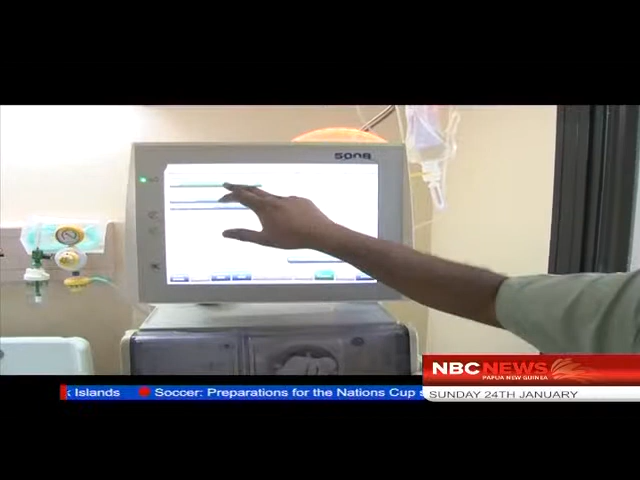 5008
k Islands • Soccer: Preparations for the Nations Cup
NBC NEWS
PAPUA NEW GUINEA
SUNDAY 24TH JANUARY